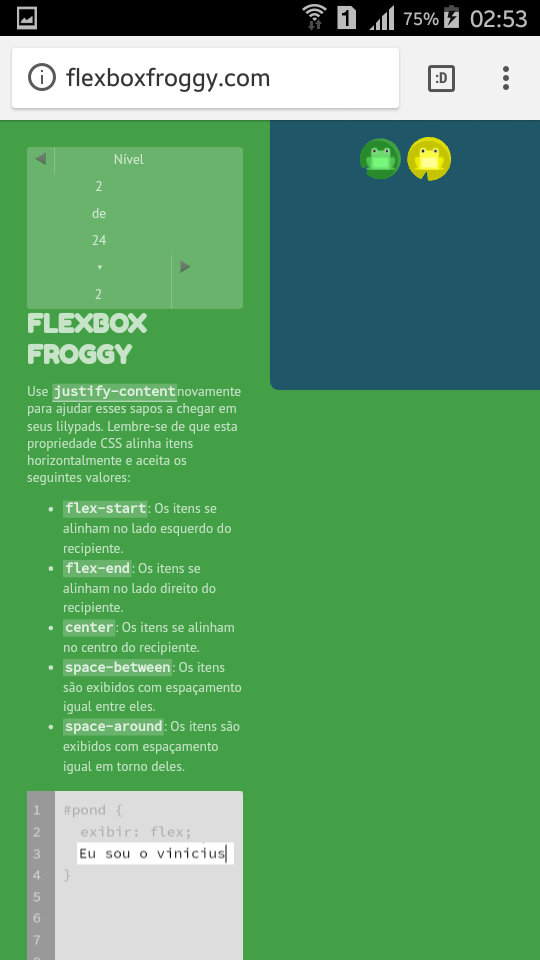 1 75% 02:53
flexboxfroggy.com
:D
Nível
2
de
24
2
FLEXBOX
FROGGY
Use justify-content novamente
para ajudar esses sapos a chegar em
seus lilypads. Lembre-se de que esta
propriedade CSS alinha itens
horizontalmente e aceita os
seguintes valores:
flex-start: Os itens se
alinham no lado esquerdo do
recipiente.
flex-end: Os itens se
alinham no lado direito do
recipiente.
center: Os itens se alinham
no centro do recipiente.
space-between: Os itens
são exibidos com espaçamento
igual entre eles.
space-around: Os itens são
exibidos com espaçamento
igual em torno deles.
1 #pond {
2 exibir: flex;
3 Eu sou o vinicius
4 }
5
6
7